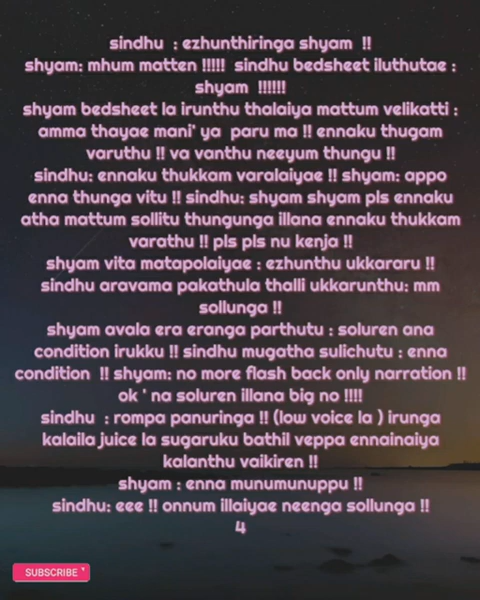 sindhu : ezhunthiringa shyam !!
shyam: mhum matten !!!!! sindhu bedsheet iluthutae :
shyam !!!!!!
shyam bedsheet la irunthu thalaiya mattum velikatti :
amma thayae mani' ya paru ma !! ennaku thugam
varuthu !! va vanthu neeyum thungu !!
sindhu: ennaku thukkam varalaiyae !! shyam: appo
enna thunga vitu !! sindhu: shyam shyam pls ennaku
atha mattum sollitu thungunga illana ennaku thukkam
varathu !! pls pls nu kenja !!
shyam vita matapolaiyae : ezhunthu ukkararu !!
sindhu aravama pakathula thalli ukkarunthu: mm
sollunga !!
shyam avala era eranga parthutu : soluren ana
condition irukku !! sindhu mugatha sulichutu : enna
condition !! shyam: no more flash back only narration !!
ok ' na soluren illana big no !!!!
sindhu : rompa panuringa !! (low voice la ) irunga
kalaila juice la sugaruku bathil veppa ennainaiya
kalanthu vaikiren !!
shyam : enna munumunuppu !!
sindhu: eee !! onnum illaiyae neenga sollunga !!
4
SUBSCRIBE